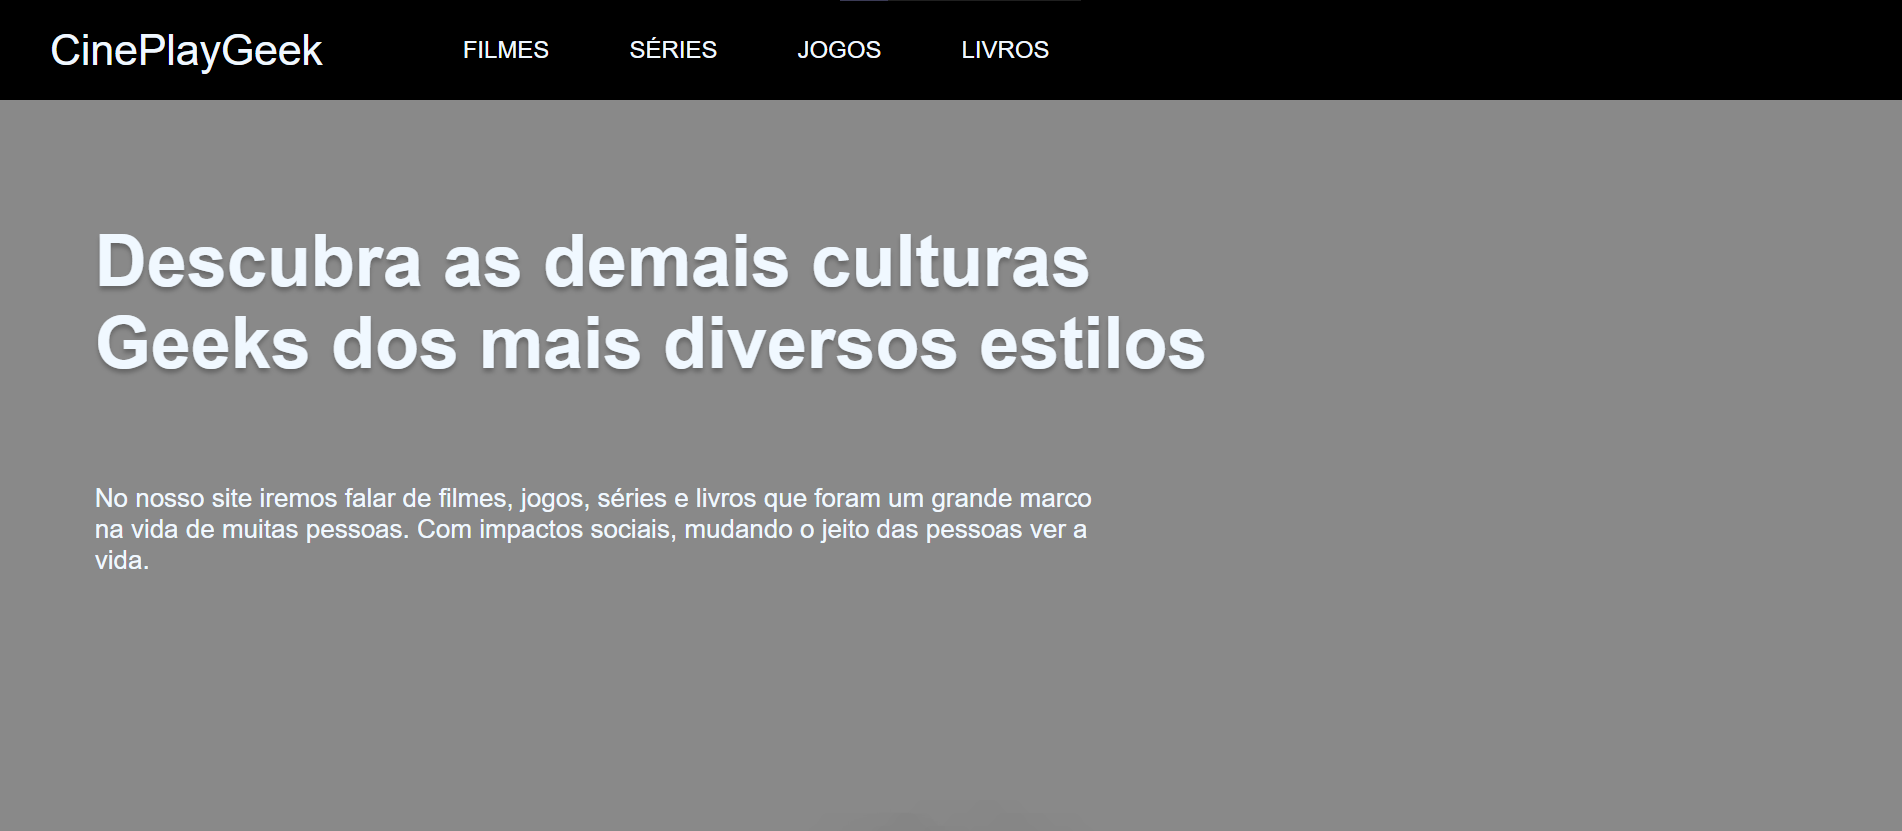 CinePlayGeek
FILMES SÉRIES JOGOS LIVROS
Descubra as demais culturas
Geeks dos mais diversos estilos
No nosso site iremos falar de filmes, jogos, séries e livros que foram um grande marco
na vida de muitas pessoas. Com impactos sociais, mudando o jeito das pessoas ver a
vida.